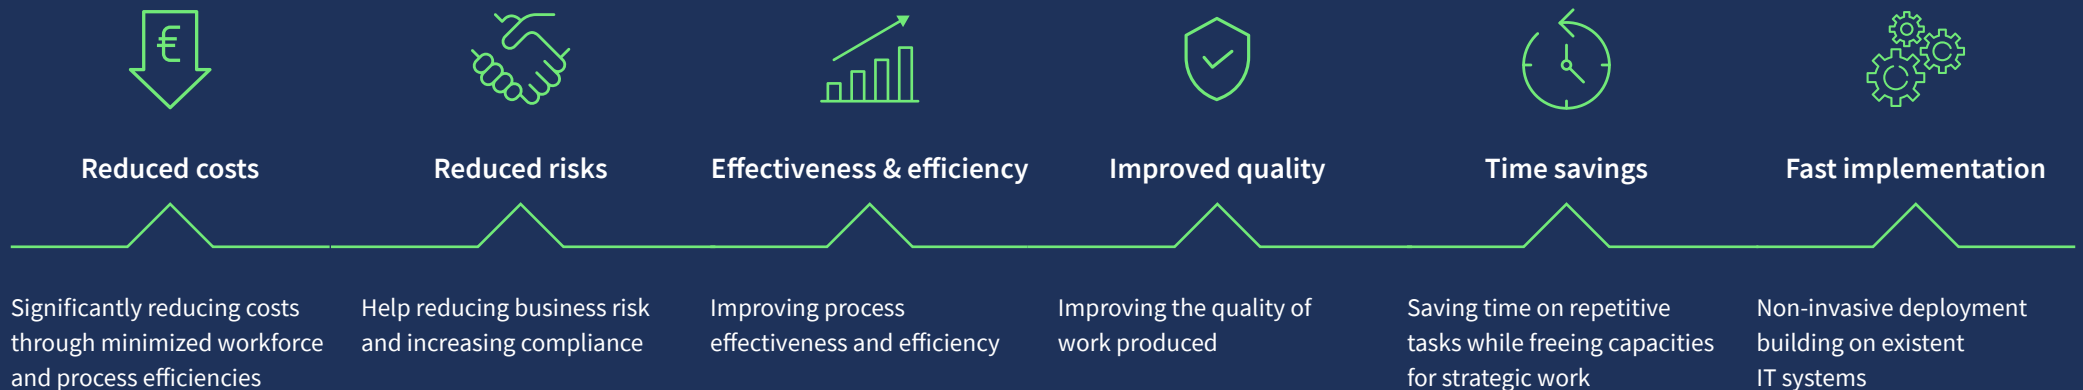 €
Reduced costs
Significantly reducing costs
through minimized workforce
and process efficiencies
Reduced risks
Help reducing business risk
and increasing compliance
Effectiveness & efficiency
Improving process
effectiveness and efficiency
Improved quality
Improving the quality of
work produced
Time savings
Saving time on repetitive
tasks while freeing capacities
for strategic work
Fast implementation
Non-invasive deployment
building on existent
IT systems